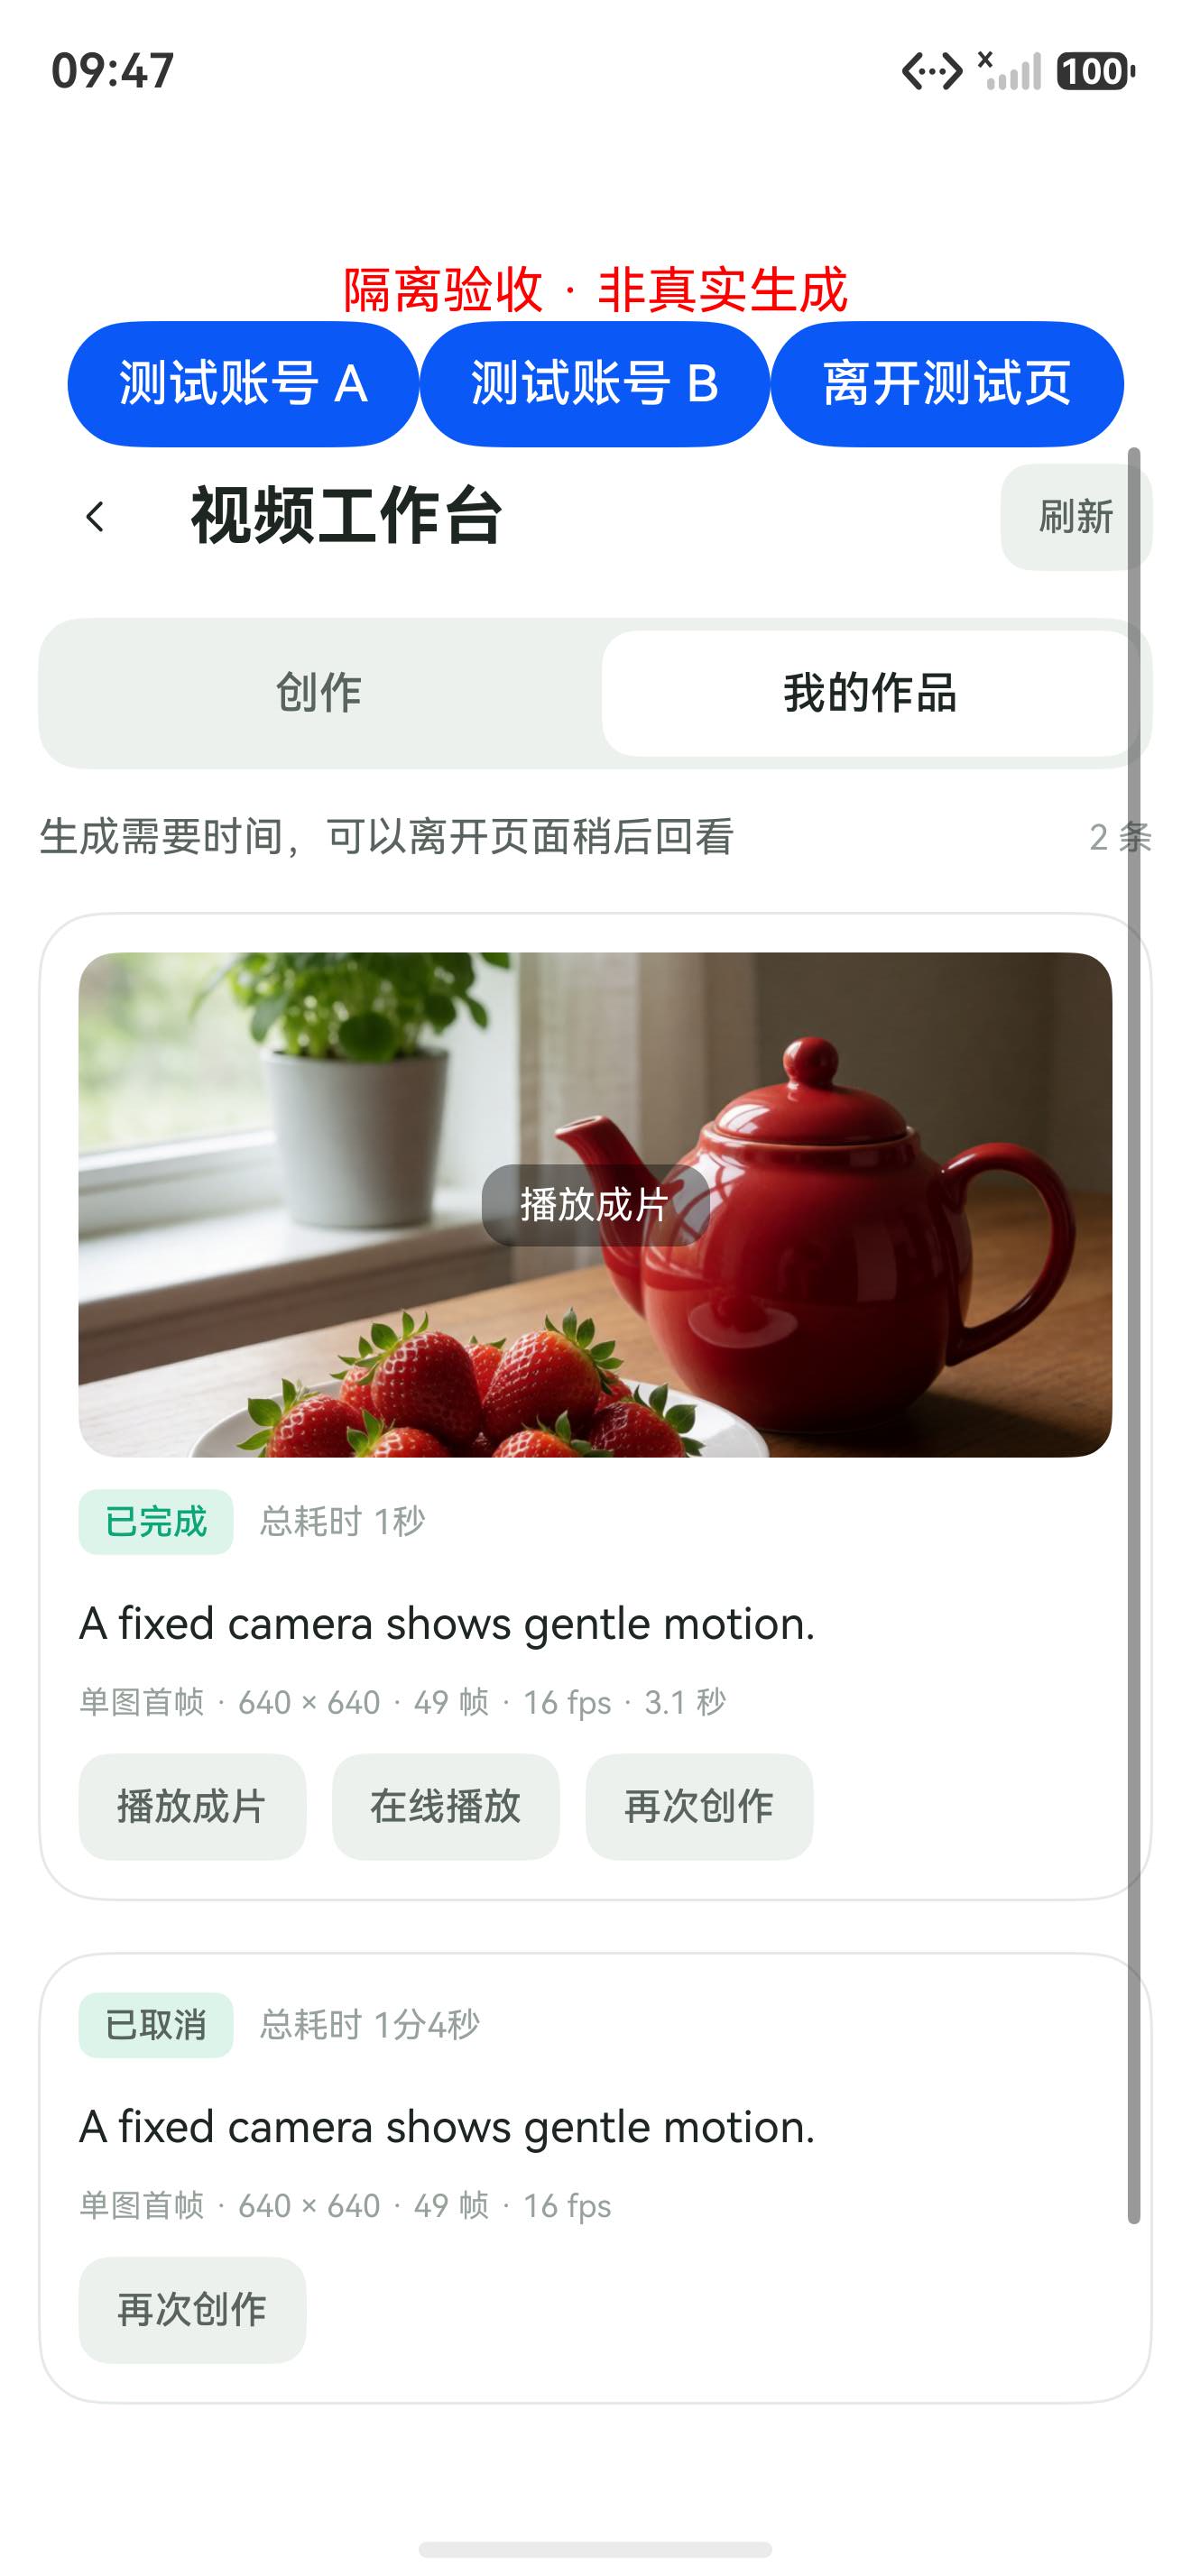 09:47
100
隔离验收 · 非真实生成
测试账号 A 测试账号 B 离开测试页
视频工作台
刷新
创作 我的作品
生成需要时间，可以离开页面稍后回看 2 条
播放成片
已完成 总耗时 1秒
A fixed camera shows gentle motion.
单图首帧 · 640 × 640 · 49 帧 · 16 fps · 3.1 秒
播放成片 在线播放 再次创作
已取消 总耗时 1分4秒
A fixed camera shows gentle motion.
单图首帧 · 640 × 640 · 49 帧 · 16 fps
再次创作